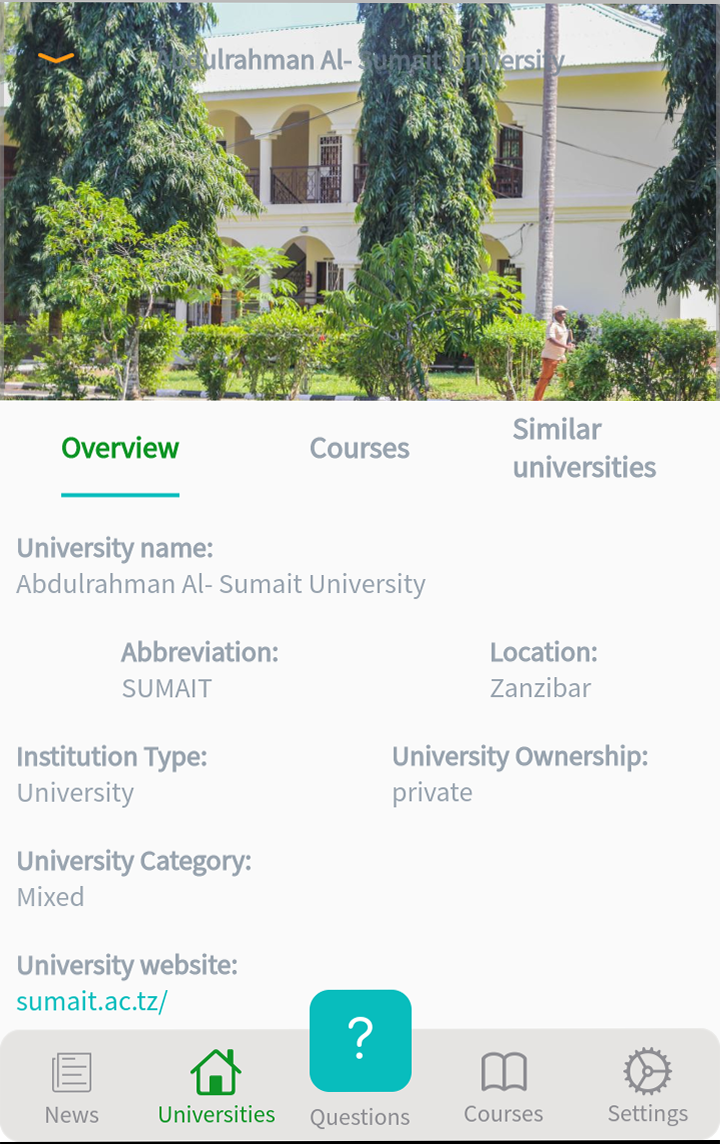 Abdulrahman Al- Sumait University
Overview
Courses
Similar
universities
University name:
Abdulrahman Al- Sumait University
Abbreviation:
SUMAIT
Location:
Zanzibar
Institution Type:
University
University Ownership:
private
University Category:
Mixed
University website:
sumait.ac.tz/
?
News
Universities
Questions
Courses
Settings